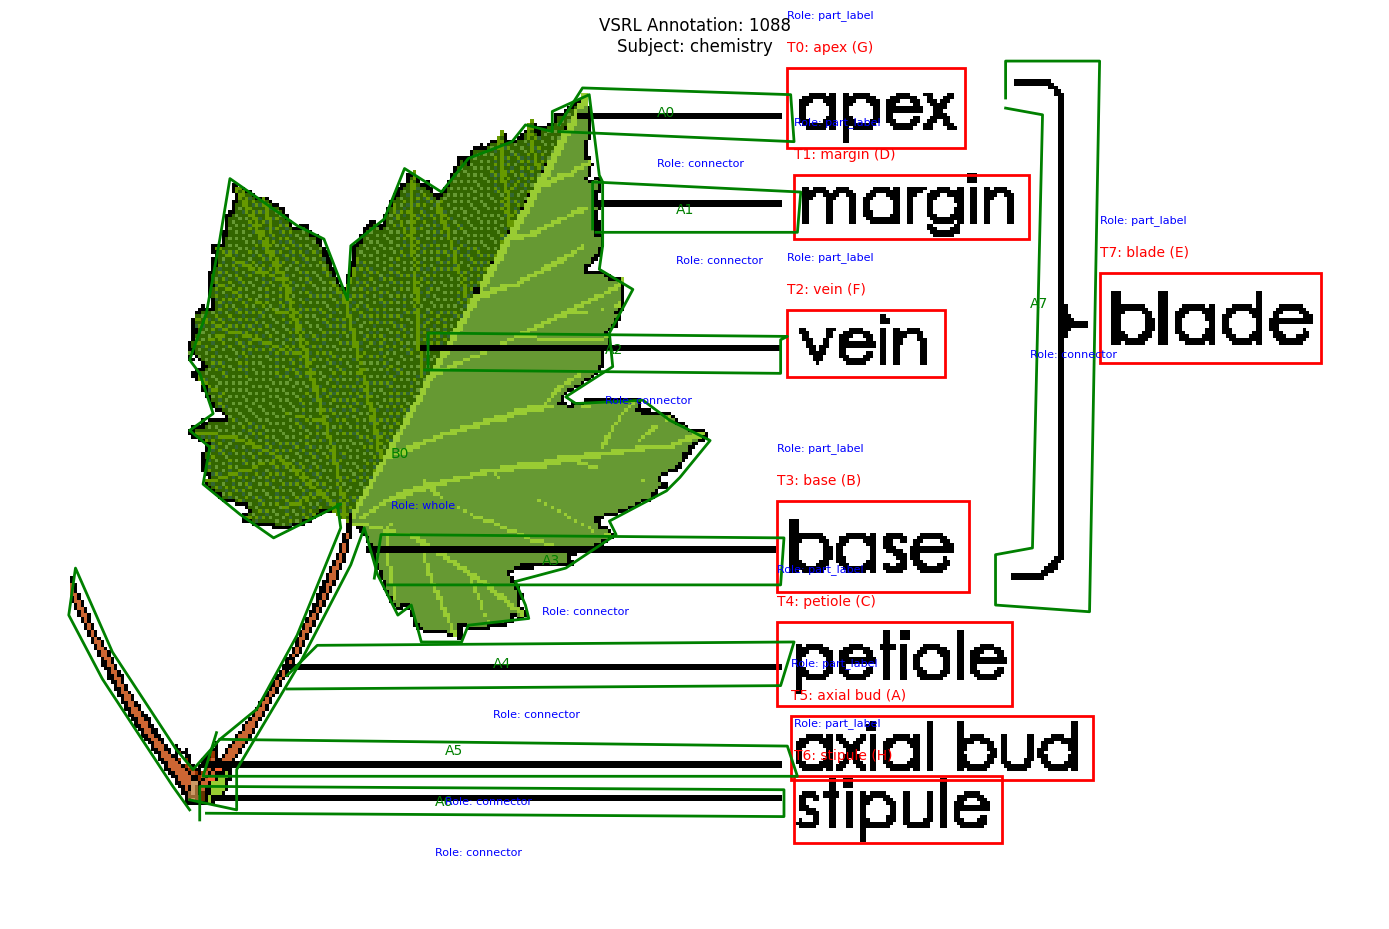 VSRL Annotation: 1088
Subject: chemistry
Role: part_label
T0: apex (G)
apex
A0
Role: connector
Role: part_label
T1: margin (D)
margin
A1
Role: connector
Role: part_label
T2: vein (F)
vein
A2
Role: connector
Role: part_label
T7: blade (E)
blade
A7
Role: connector
B0
Role: whole
Role: part_label
T3: base (B)
base
A3
Role: connector
Role: part_label
T4: petiole (C)
petiole
A4
Role: connector
Role: part_label
T5: axial bud (A)
axial bud
A5
Role: connector
Role: part_label
T6: stipule (H)
stipule
A6
Role: connector